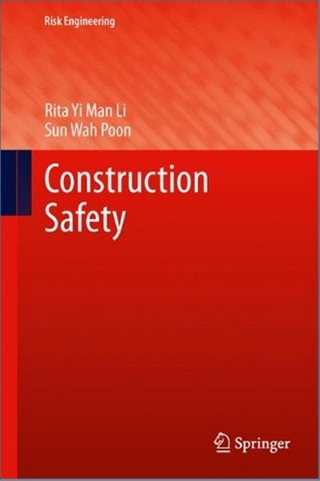 Risk Engineering
Rita Yi Man Li
Sun Wah Poon
Construction
Safety
Springer